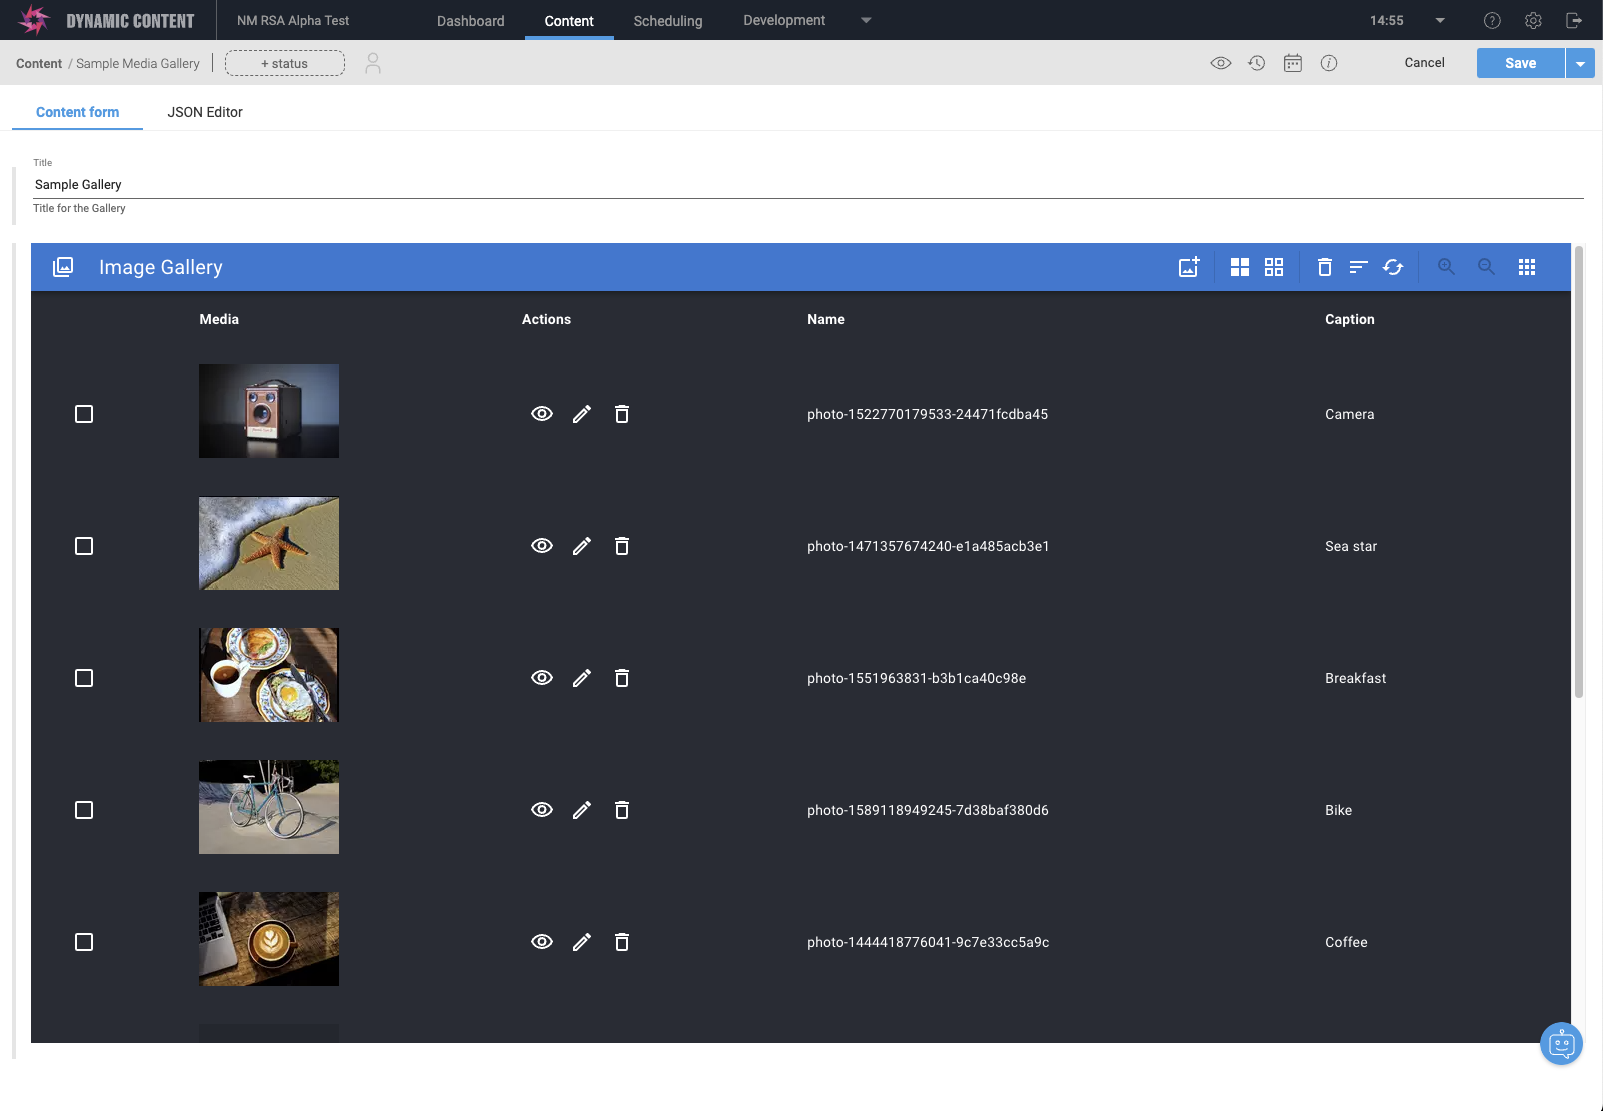 DYNAMIC CONTENT
NM RSA Alpha Test
Dashboard
Content
Scheduling
Development
14:55
Content / Sample Media Gallery
+ status
Cancel
Save
Content form
JSON Editor
Title
Sample Gallery
Title for the Gallery
Image Gallery
Media Actions Name Caption
photo-1522770179533-24471fcdba45 Camera
photo-1471357674240-e1a485acb3e1 Sea star
photo-1551963831-b3b1ca40c98e Breakfast
photo-1589118949245-7d38baf380d6 Bike
photo-1444418776041-9c7e33cc5a9c Coffee